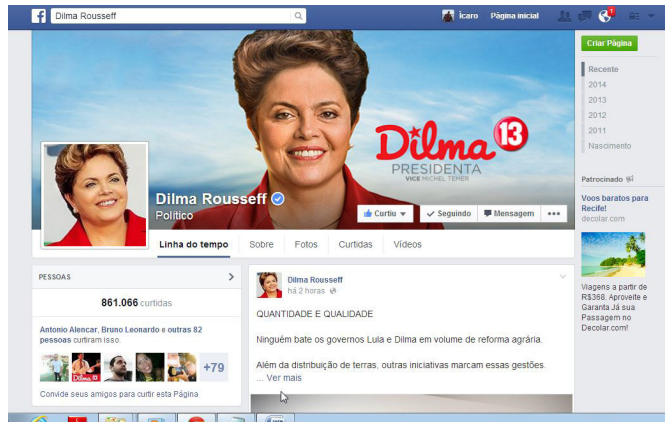 Dilma Rousseff
Ícaro Página inicial
1
Criar Página
Recente
2014
2013
2012
2011
Nascimento
Dilma 13
PRESIDENTA
VICE MICHEL TEMER
Dilma Rousseff
Político
Curtiu Seguindo Mensagem
Linha do tempo Sobre Fotos Curtidas Vídeos
Patrocinado
Voos baratos para
Recife!
decolar.com
Viagens a partir de
R$368. Aproveite e
Garanta Já sua
Passagem no
Decolar.com!
PESSOAS
861.066 curtidas
Antonio Alencar, Bruno Leonardo e outras 82
pessoas curtiram isso.
Dilma 13
+79
Convide seus amigos para curtir esta Página
Dilma Rousseff
há 2 horas
QUANTIDADE E QUALIDADE
Ninguém bate os governos Lula e Dilma em volume de reforma agrária.
Além da distribuição de terras, outras iniciativas marcam essas gestões.
... Ver mais